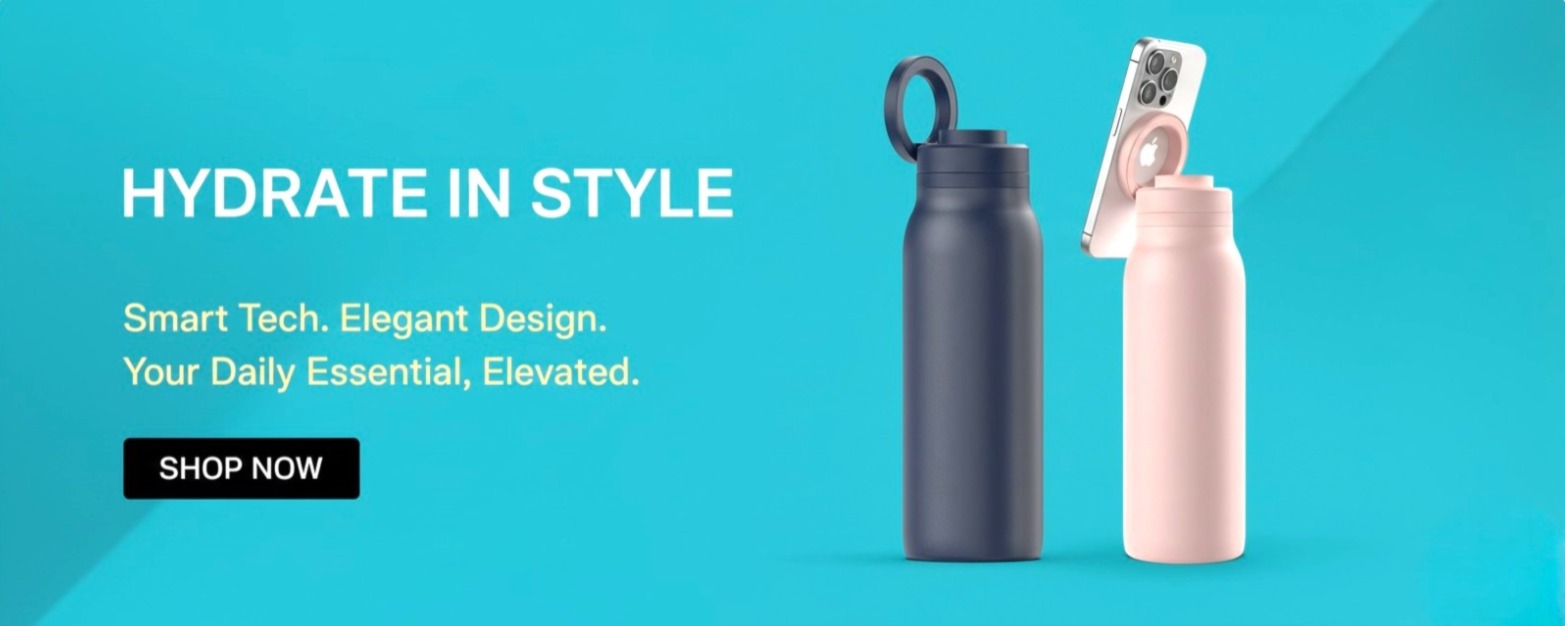 HYDRATE IN STYLE
Smart Tech. Elegant Design.
Your Daily Essential, Elevated.
SHOP NOW